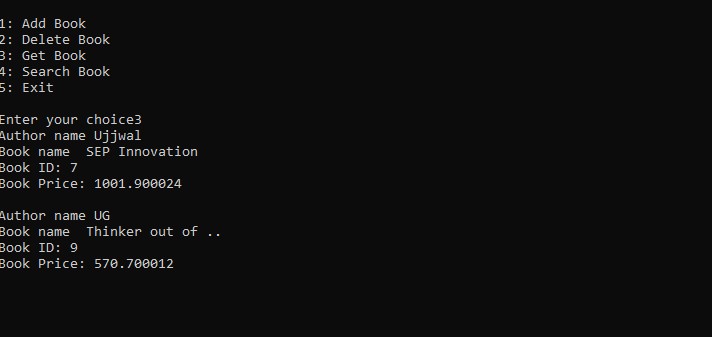 1: Add Book
2: Delete Book
3: Get Book
4: Search Book
5: Exit
Enter your choice3
Author name Ujjwal
Book name  SEP Innovation
Book ID: 7
Book Price: 1001.900024
Author name UG
Book name  Thinker out of ..
Book ID: 9
Book Price: 570.700012